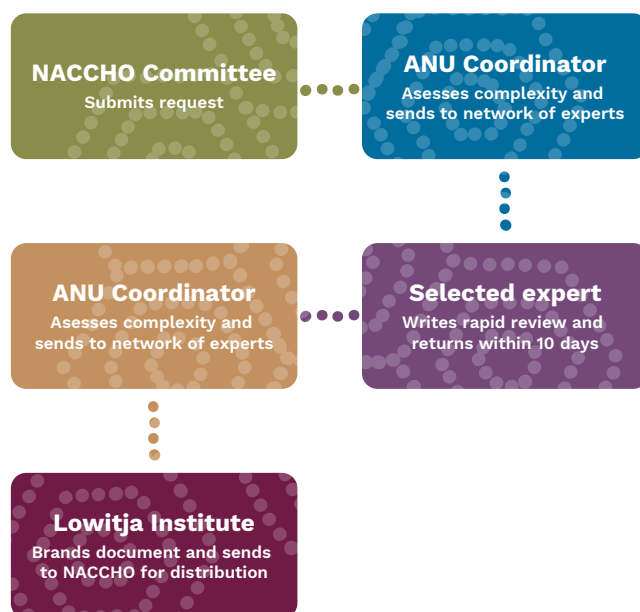 NACCHO Committee
Submits request
ANU Coordinator
Asesses complexity and
sends to network of experts
Selected expert
Writes rapid review and
returns within 10 days
ANU Coordinator
Asesses complexity and
sends to network of experts
Lowitja Institute
Brands document and sends
to NACCHO for distribution